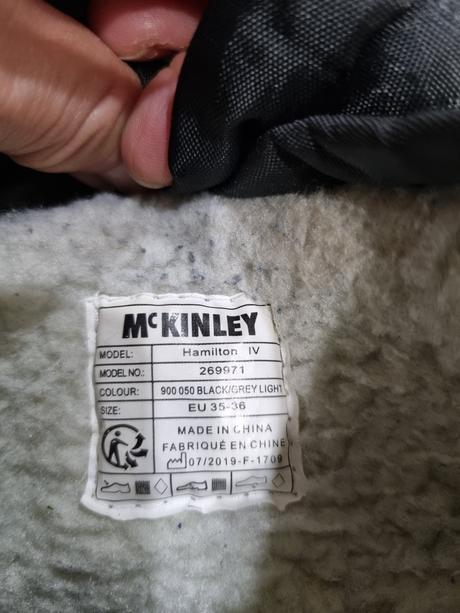 McKINLEY
MODEL: Hamilton IV
MODEL NO.: 269971
COLOUR: 900 050 BLACK/GREY LIGHT
SIZE: EU 35-36
MADE IN CHINA
FABRIQUÉ EN CHINE
07/2019-F-1709